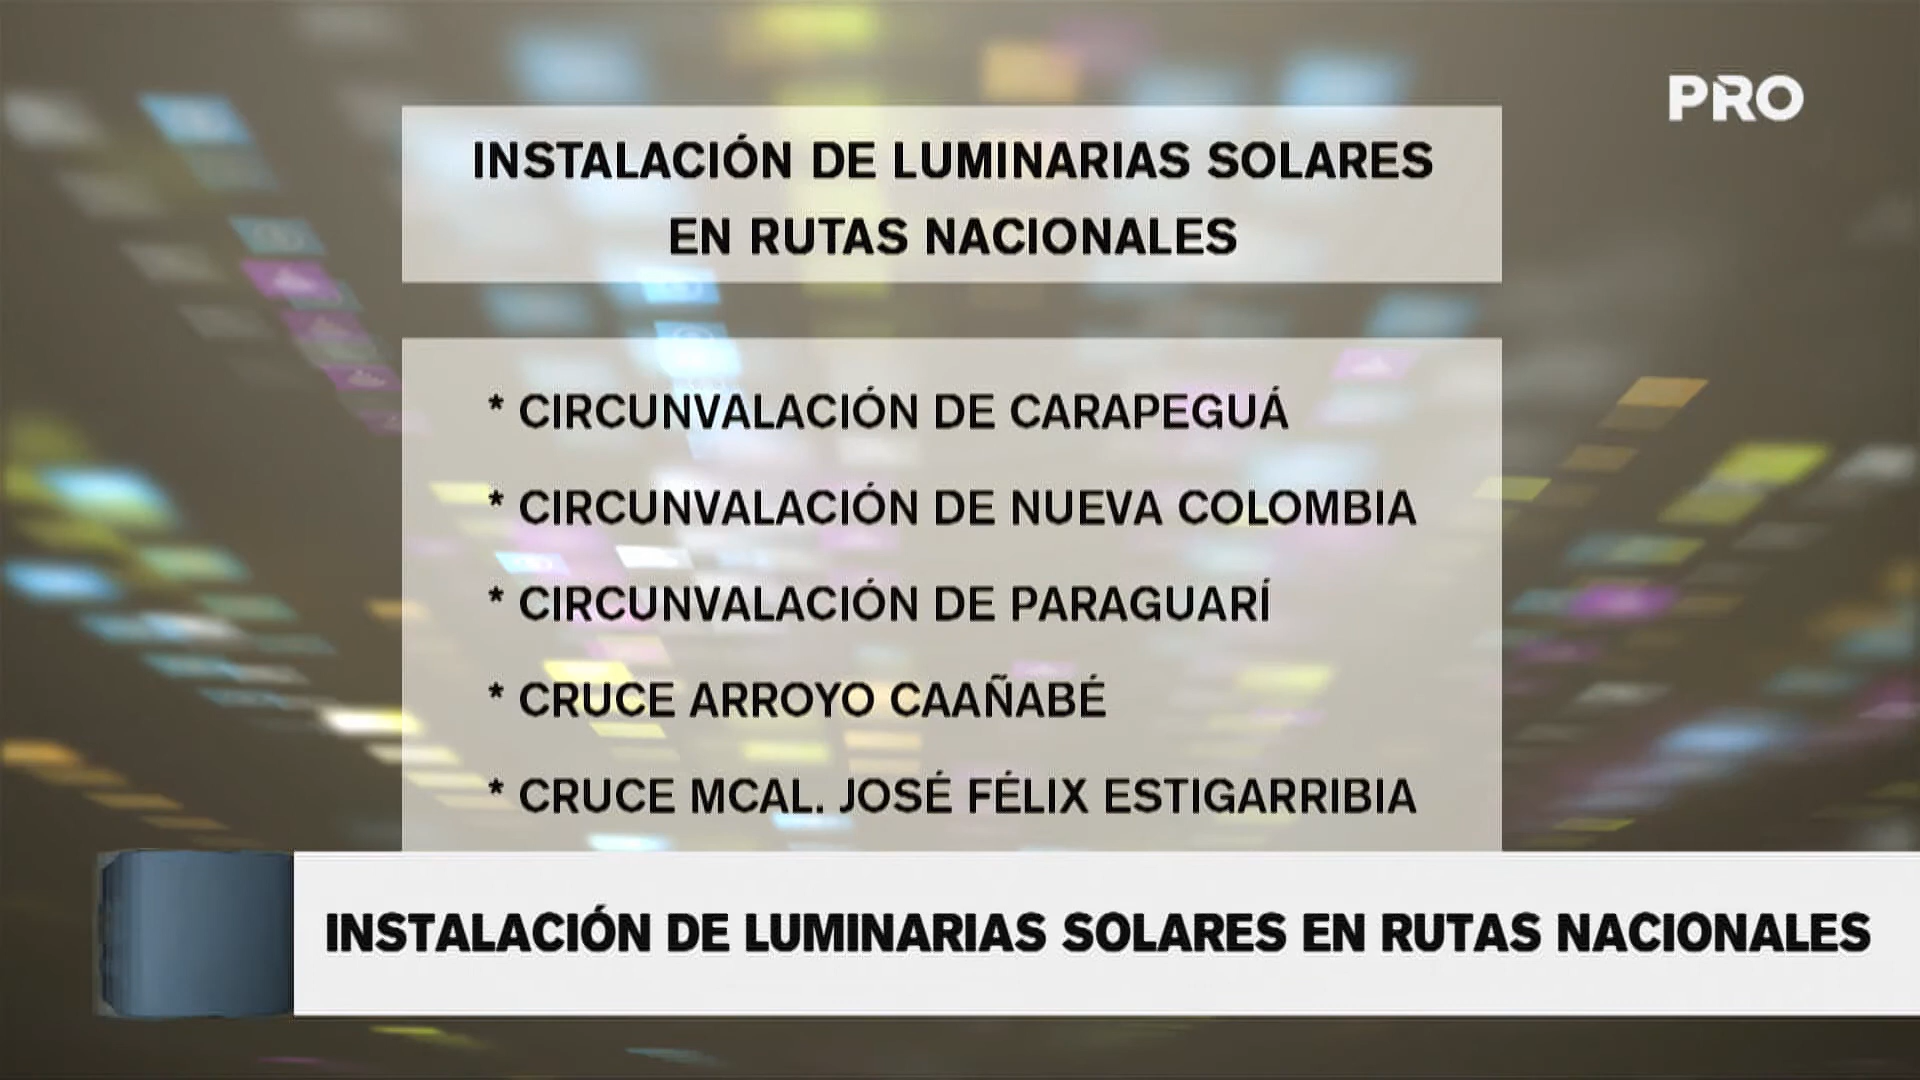 PRO
INSTALACIÓN DE LUMINARIAS SOLARES
EN RUTAS NACIONALES
* CIRCUNVALACIÓN DE CARAPEGUÁ
* CIRCUNVALACIÓN DE NUEVA COLOMBIA
* CIRCUNVALACIÓN DE PARAGUARÍ
* CRUCE ARROYO CAAÑABÉ
* CRUCE MCAL. JOSÉ FÉLIX ESTIGARRIBIA
INSTALACIÓN DE LUMINARIAS SOLARES EN RUTAS NACIONALES